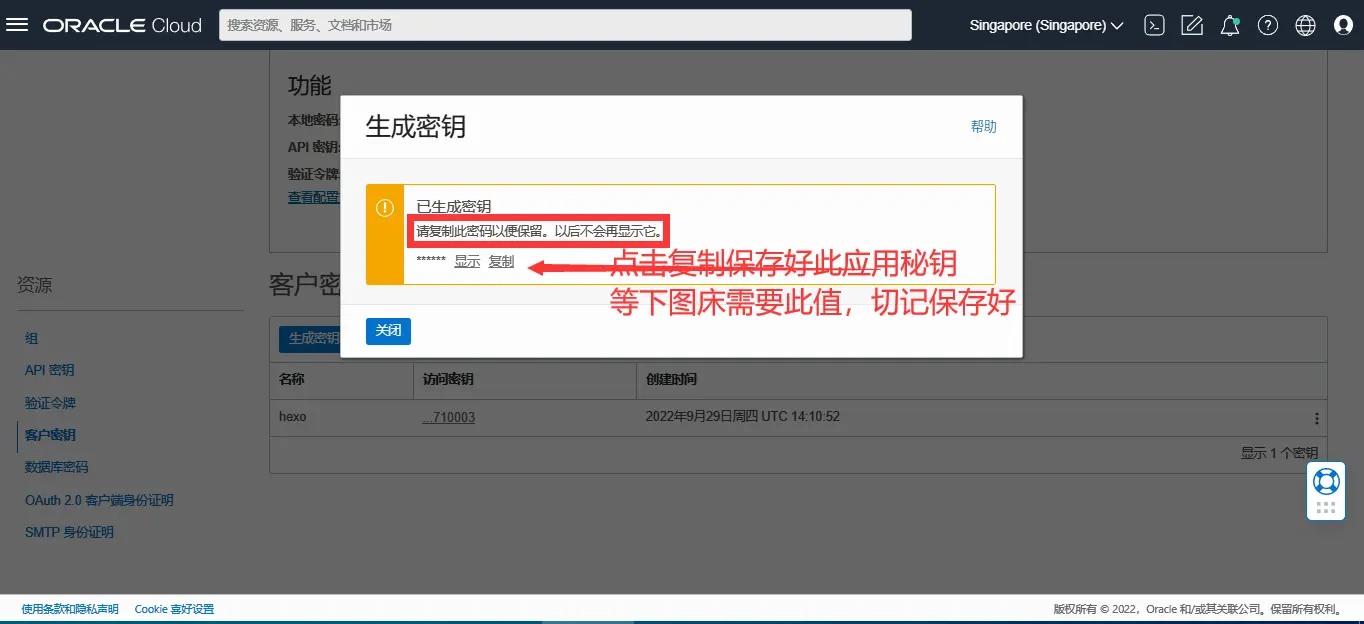 ORACLE Cloud
搜索资源、服务、文档和市场
Singapore (Singapore)
功能
本地密码:
API 密钥:
验证令牌
查看配置
生成密钥
帮助
已生成密钥
请复制此密码以便保留。以后不会再显示它。
****** 显示 复制
点击复制保存好此应用秘钥
等下图床需要此值，切记保存好
关闭
资源
组
API 密钥
验证令牌
客户密钥
数据库密码
OAuth 2.0 客户端身份证明
SMTP 身份证明
客户密
生成密钥
名称 访问密钥 创建时间
hexo ...710003 2022年9月29日周四 UTC 14:10:52
显示 1 个密钥
使用条款和隐私声明 Cookie 喜好设置
版权所有 © 2022，Oracle 和/或其关联公司。保留所有权利。